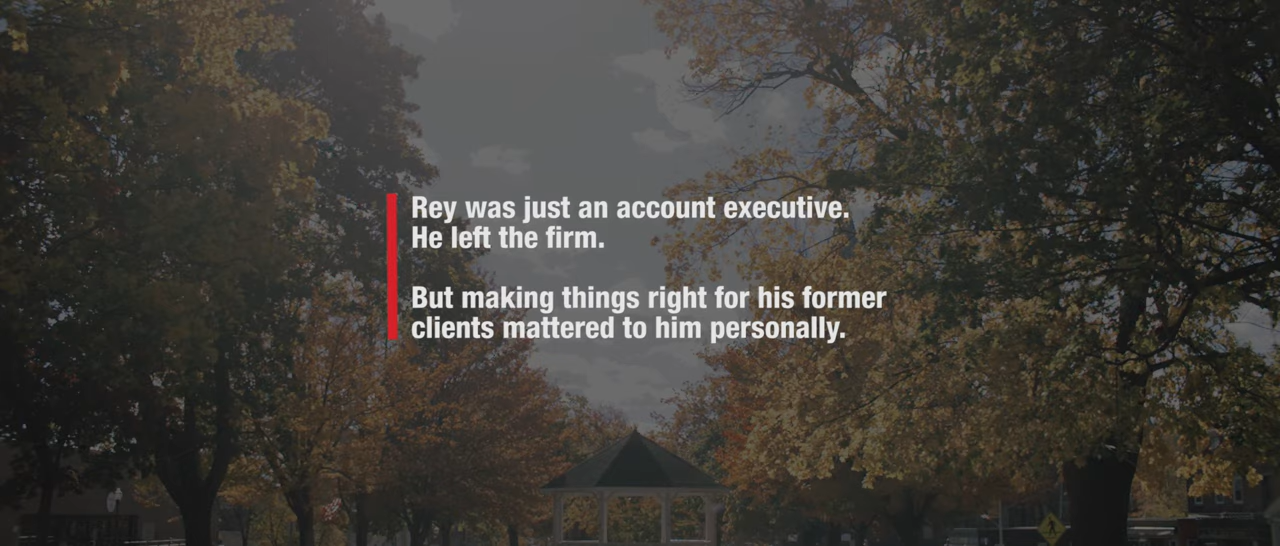 Rey was just an account executive.
He left the firm.
But making things right for his former
clients mattered to him personally.